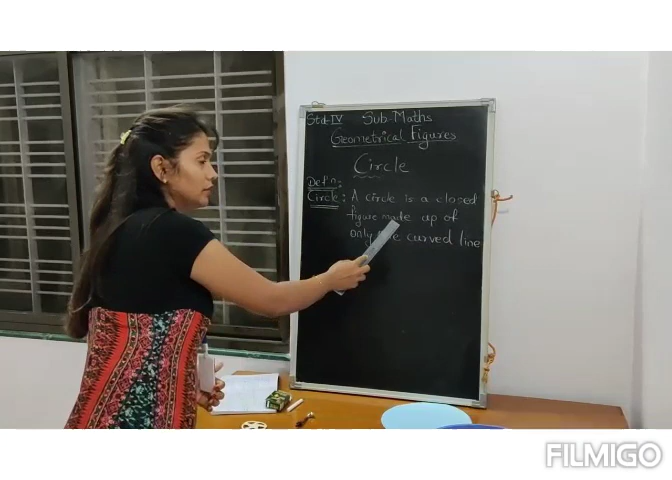 Std-IV Sub-Maths
Geometrical Figures
Circle
Defn:
Circle: A circle is a closed
figure made up of
only curved line
FILMIGO